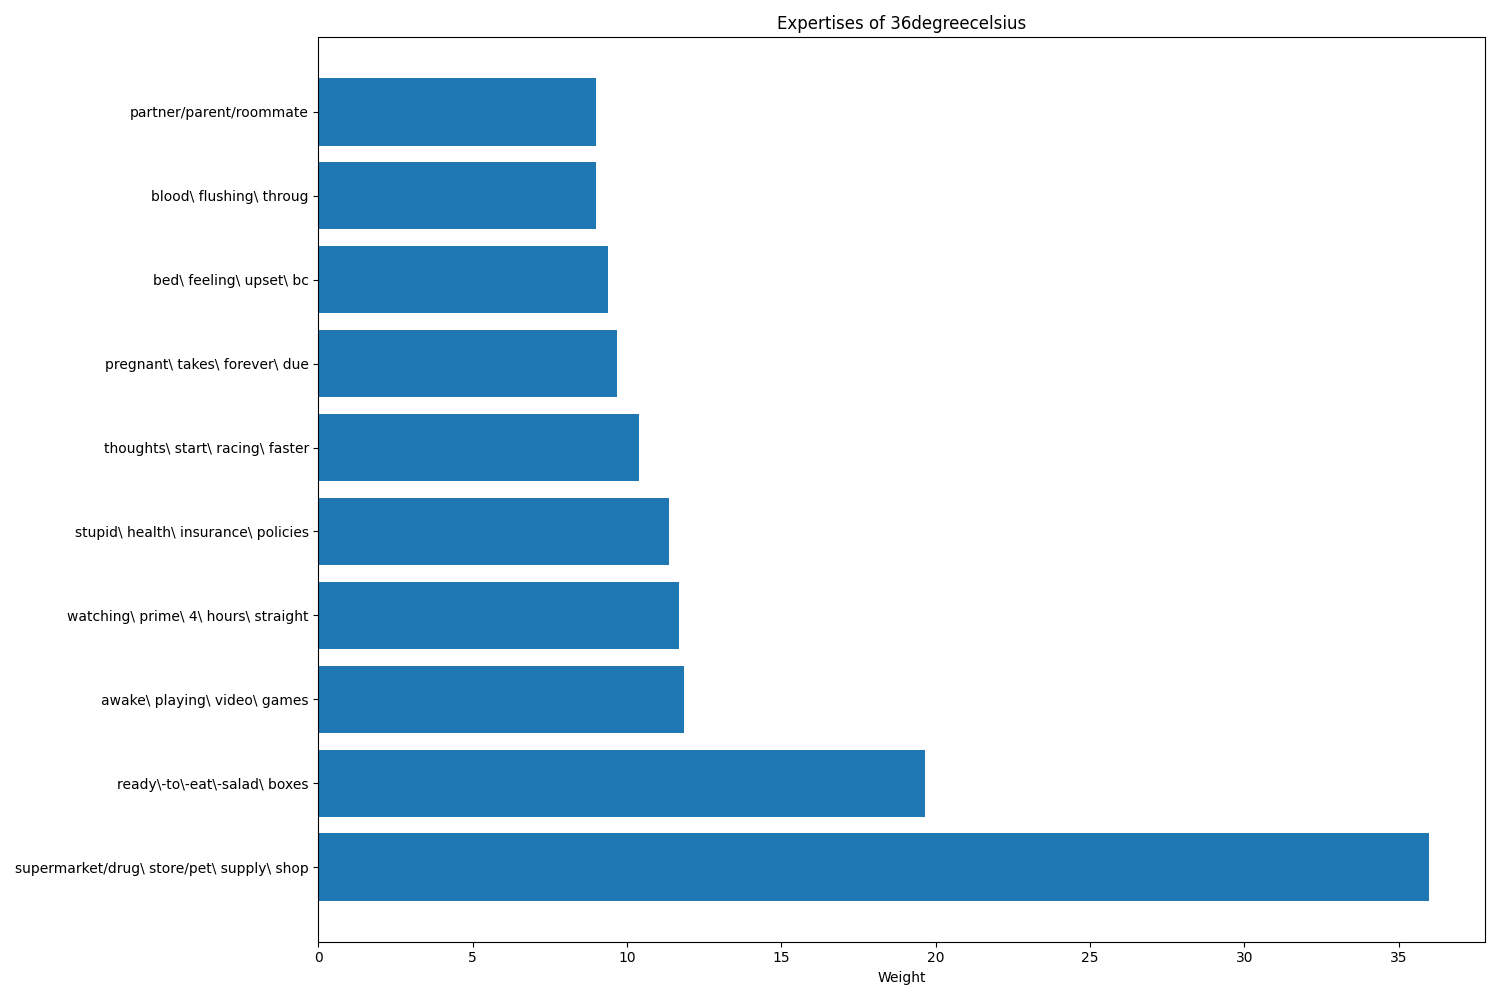 Expertises of 36degreecelsius
partner/parent/roommate
blood\ flushing\ throug
bed\ feeling\ upset\ bc
pregnant\ takes\ forever\ due
thoughts\ start\ racing\ faster
stupid\ health\ insurance\ policies
watching\ prime\ 4\ hours\ straight
awake\ playing\ video\ games
ready\-to\-eat\-salad\ boxes
supermarket/drug\ store/pet\ supply\ shop
0 5 10 15 20 25 30 35
Weight